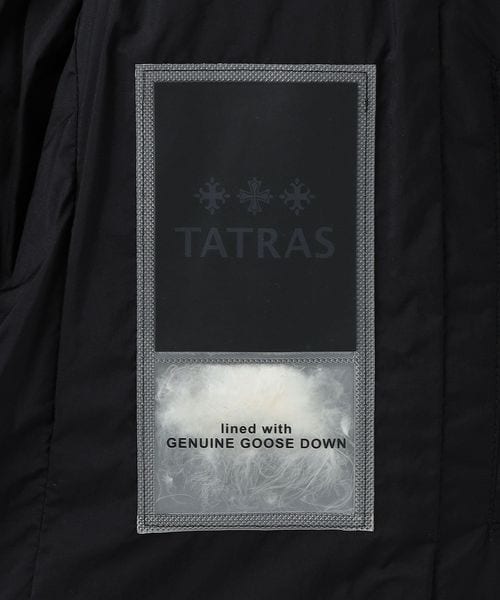 TATRAS
lined with
GENUINE GOOSE DOWN